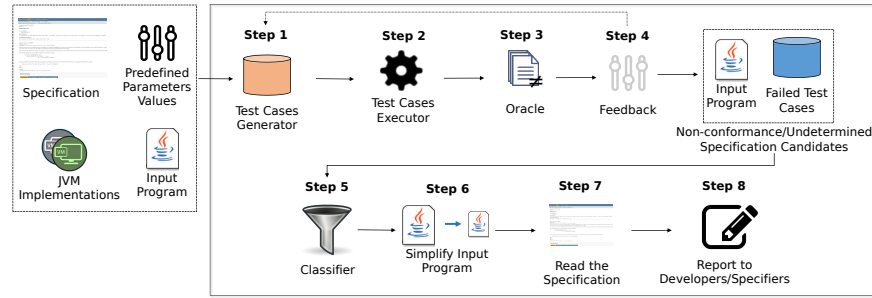 Specification
Predefined
Parameters
Values
VM
VM
JVM
Implementations
Input
Program
Step 1
Test Cases
Generator
Step 2
Test Cases
Executor
Step 3
≠
Oracle
Step 4
Feedback
Input
Program
Failed Test
Cases
Non-conformance/Undetermined
Specification Candidates
Step 5
Classifier
Step 6
Simplify Input
Program
Step 7
Read the
Specification
Step 8
Report to
Developers/Specifiers